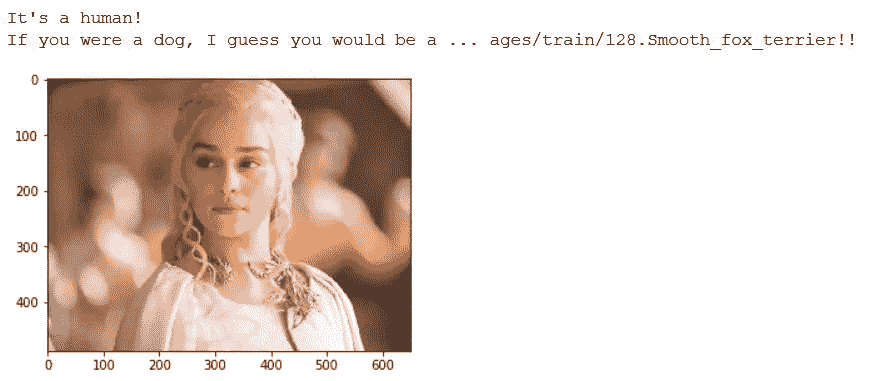 It's a human!
If you were a dog, I guess you would be a ... ages/train/128.Smooth_fox_terrier!!
0
100
200
300
400
0 100 200 300 400 500 600